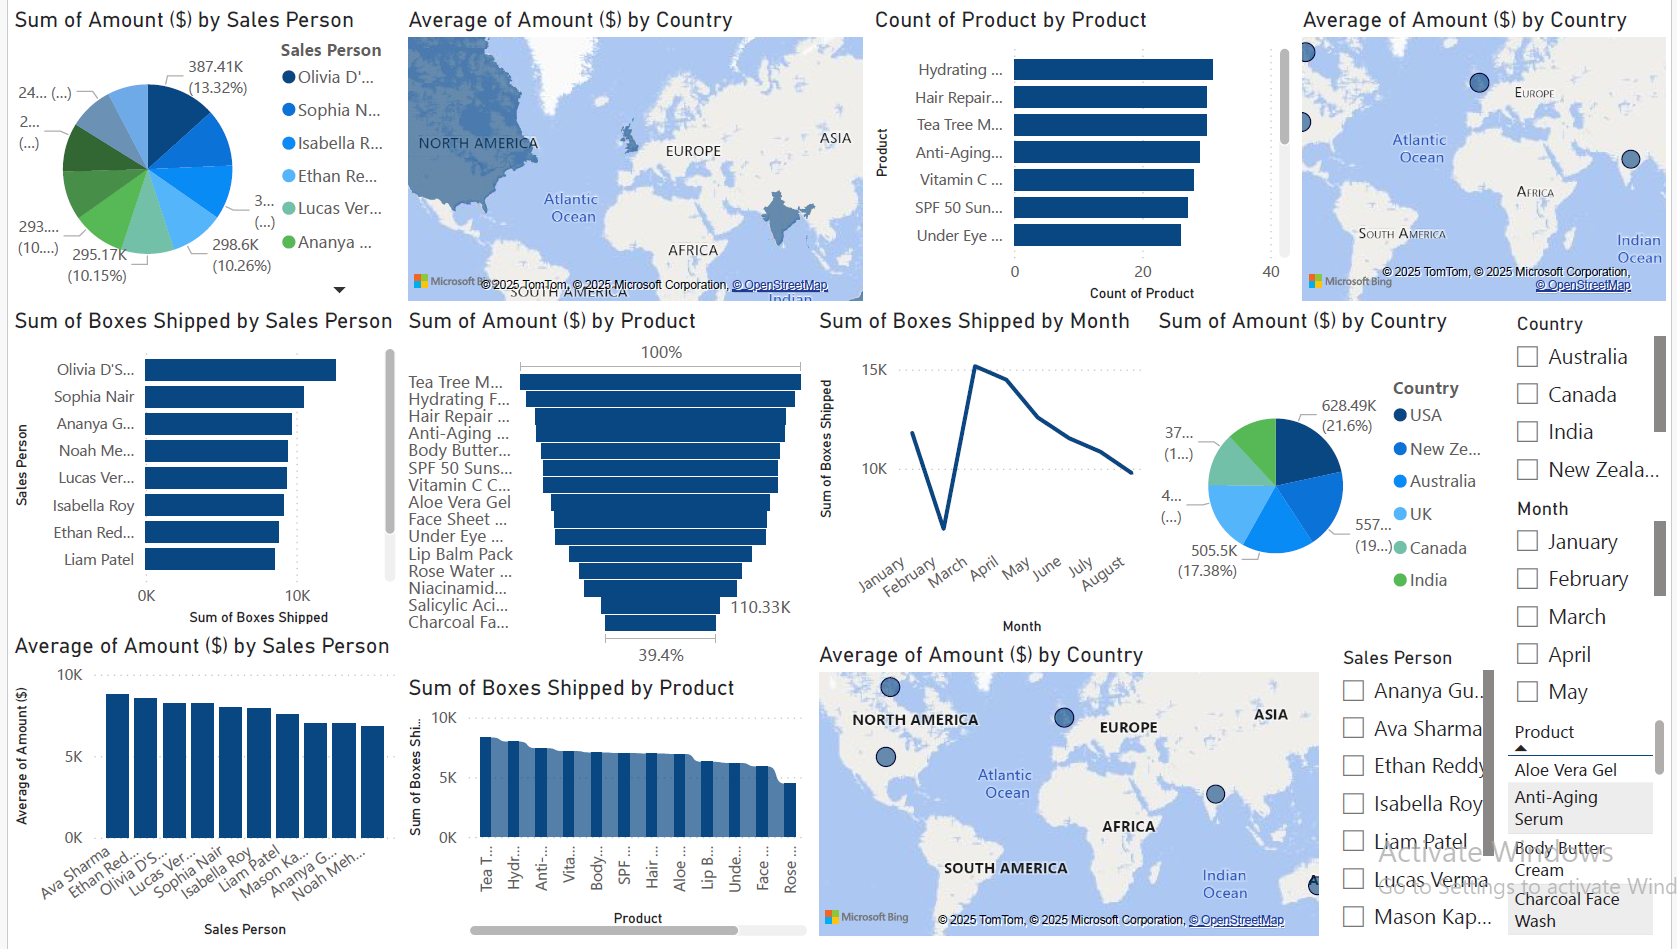 Sum of Amount ($) by Sales Person
387.41K
(13.32%)
24... (...)
2...
(...)
293....
(10....)
295.17K
(10.15%)
298.6K
(10.26%)
3...
(...)
Sales Person
Olivia D'...
Sophia N...
Isabella R...
Ethan Re...
Lucas Ver...
Ananya ...
Average of Amount ($) by Country
NORTH AMERICA
EUROPE
ASIA
Atlantic
Ocean
AFRICA
SOUTH AMERICA
Indian
Microsoft Bing
© 2025 TomTom, © 2025 Microsoft Corporation, © OpenStreetMap
Count of Product by Product
Product
Hydrating ...
Hair Repair...
Tea Tree M...
Anti-Aging...
Vitamin C ...
SPF 50 Sun...
Under Eye ...
0
20
40
Count of Product
Average of Amount ($) by Country
EUROPE
Atlantic
Ocean
AFRICA
SOUTH AMERICA
Indian
Ocean
Microsoft Bing
© 2025 TomTom, © 2025 Microsoft Corporation,
© OpenStreetMap
Sum of Boxes Shipped by Sales Person
Sales Person
Olivia D'S...
Sophia Nair
Ananya G...
Noah Me...
Lucas Ver...
Isabella Roy
Ethan Red...
Liam Patel
0K
10K
Sum of Boxes Shipped
Sum of Amount ($) by Product
100%
Tea Tree M...
Hydrating F...
Hair Repair ...
Anti-Aging ...
Body Butter...
SPF 50 Suns...
Vitamin C C...
Aloe Vera Gel
Face Sheet ...
Under Eye ...
Lip Balm Pack
Rose Water ...
Niacinamid...
Salicylic Aci...
Charcoal Fa...
110.33K
39.4%
Sum of Boxes Shipped by Month
Sum of Boxes Shipped
15K
10K
January
February
March
April
May
June
July
August
Month
Sum of Amount ($) by Country
628.49K
(21.6%)
557...
(19...)
505.5K
(17.38%)
4...
(...)
37...
(1...)
Country
USA
New Ze...
Australia
UK
Canada
India
Country
Australia
Canada
India
New Zeala...
Month
January
February
March
April
May
Average of Amount ($) by Sales Person
Average of Amount ($)
10K
5K
0K
Ava Sharma
Ethan Red...
Olivia D'S...
Lucas Ver...
Sophia Nair
Isabella Roy
Liam Patel
Mason Ka...
Ananya G...
Noah Meh...
Sales Person
Sum of Boxes Shipped by Product
Sum of Boxes Shi...
10K
5K
0K
Tea T...
Hydr...
Anti-...
Vita...
Body...
SPF ...
Hair ...
Aloe ...
Lip B...
Unde...
Face ...
Rose ...
Product
Average of Amount ($) by Country
NORTH AMERICA
EUROPE
ASIA
Atlantic
Ocean
AFRICA
SOUTH AMERICA
Indian
Ocean
A
Microsoft Bing
© 2025 TomTom, © 2025 Microsoft Corporation, © OpenStreetMap
Sales Person
Ananya Gu...
Ava Sharma
Ethan Reddy
Isabella Roy
Liam Patel
Lucas Verma
Mason Kap...
Product
Aloe Vera Gel
Anti-Aging
Serum
Body Butter
Cream
Charcoal Face
Wash
Activate Windows
Go to Settings to activate Wind